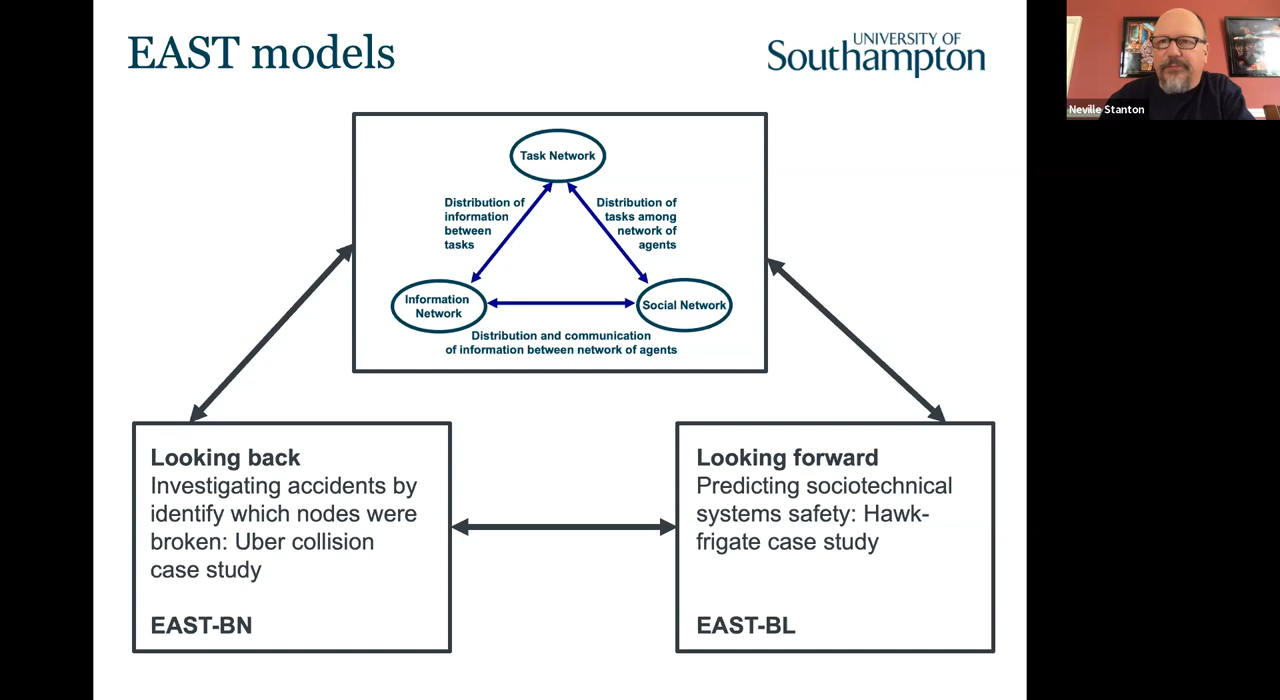 EAST models
UNIVERSITY OF
Southampton
Neville Stanton
Task Network
Distribution of
information
between
tasks
Distribution of
tasks among
network of
agents
Information
Network
Social Network
Distribution and communication
of information between network of agents
Looking back
Investigating accidents by
identify which nodes were
broken: Uber collision
case study
EAST-BN
Looking forward
Predicting sociotechnical
systems safety: Hawk-
frigate case study
EAST-BL